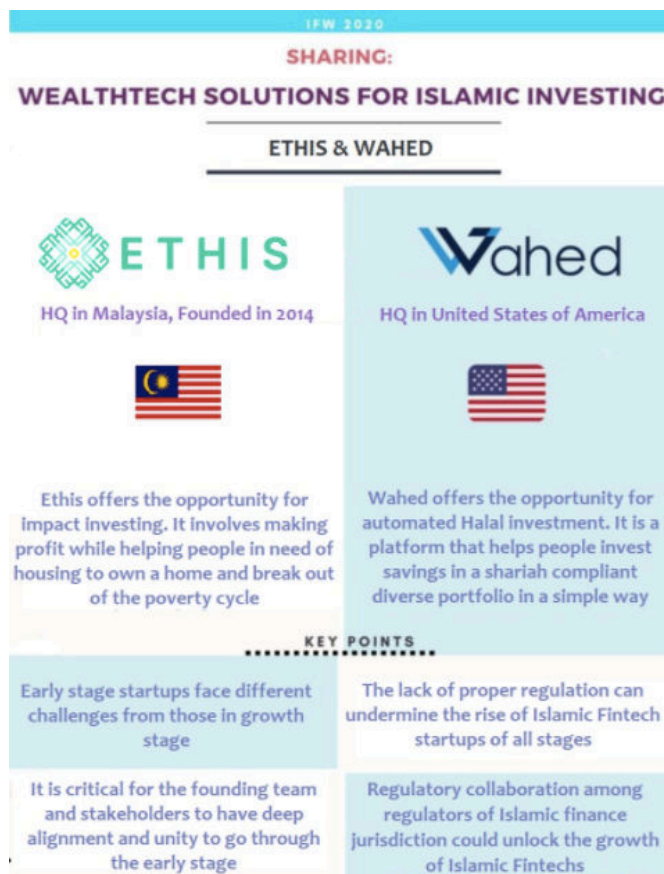 IFW 2020
SHARING:
WEALTHTECH SOLUTIONS FOR ISLAMIC INVESTING
ETHIS & WAHED
ETHIS
HQ in Malaysia, Founded in 2014
Ethis offers the opportunity for
impact investing. It involves making
profit while helping people in need of
housing to own a home and break out
of the poverty cycle
Wahed
HQ in United States of America
Wahed offers the opportunity for
automated Halal investment. It is a
platform that helps people invest
savings in a shariah compliant
diverse portfolio in a simple way
KEY POINTS
Early stage startups face different
challenges from those in growth
stage
The lack of proper regulation can
undermine the rise of Islamic Fintech
startups of all stages
It is critical for the founding team
and stakeholders to have deep
alignment and unity to go through
the early stage
Regulatory collaboration among
regulators of Islamic finance
jurisdiction could unlock the growth
of Islamic Fintechs